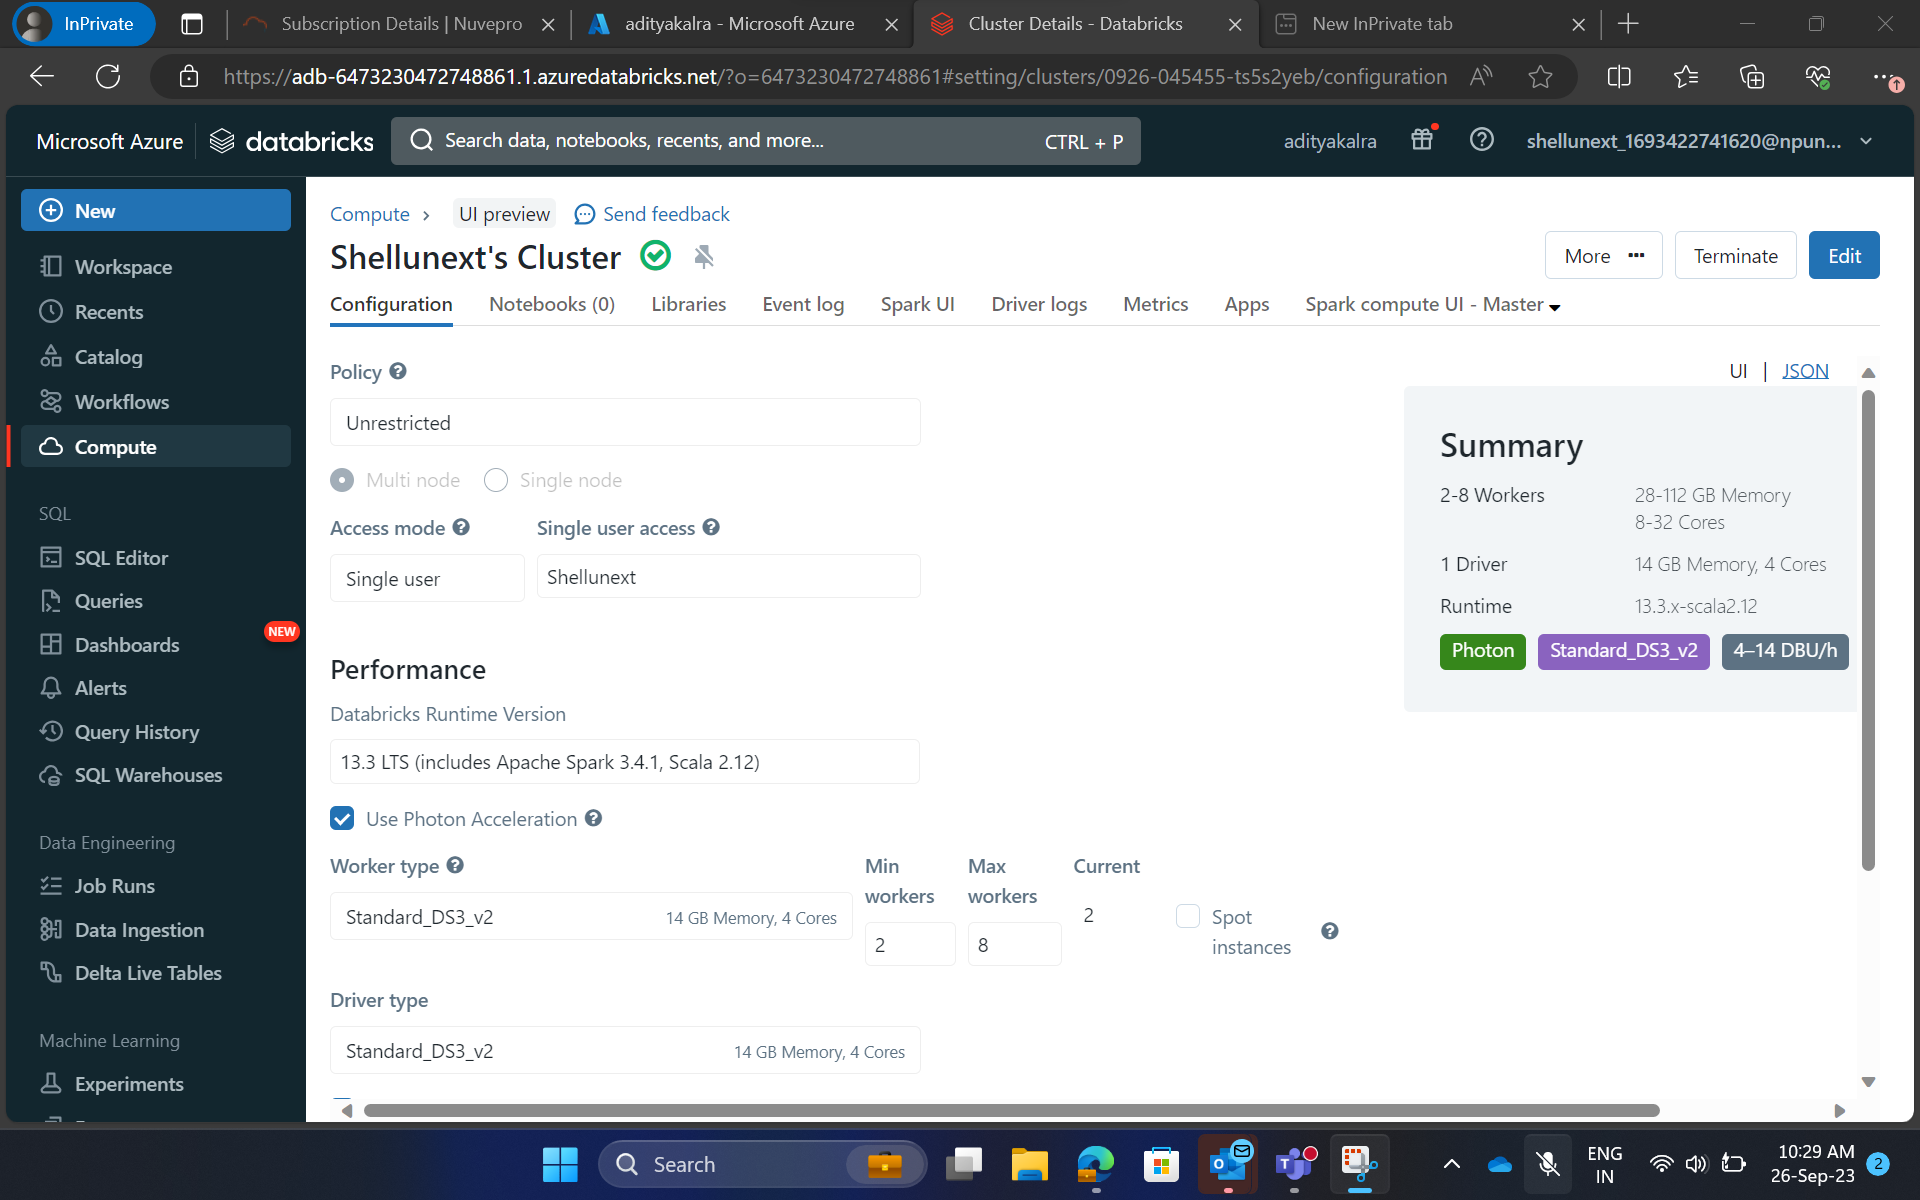 InPrivate
Subscription Details | Nuvepro
adityakalra - Microsoft Azure
Cluster Details - Databricks
New InPrivate tab
https://adb-6473230472748861.1.azuredatabricks.net/?o=6473230472748861#setting/clusters/0926-045455-ts5s2yeb/configuration
Microsoft Azure
databricks
Search data, notebooks, recents, and more...
CTRL + P
adityakalra
shellunext_1693422741620@npun...
New
Workspace
Recents
Catalog
Workflows
Compute
SQL
SQL Editor
Queries
Dashboards
NEW
Alerts
Query History
SQL Warehouses
Data Engineering
Job Runs
Data Ingestion
Delta Live Tables
Machine Learning
Experiments
Compute
UI preview
Send feedback
Shellunext's Cluster
More
Terminate
Edit
Configuration
Notebooks (0)
Libraries
Event log
Spark UI
Driver logs
Metrics
Apps
Spark compute UI - Master
Policy
UI | JSON
Unrestricted
Multi node
Single node
Access mode
Single user access
Single user
Shellunext
Performance
Databricks Runtime Version
13.3 LTS (includes Apache Spark 3.4.1, Scala 2.12)
Use Photon Acceleration
Worker type
Min workers
Max workers
Current
Standard_DS3_v2
14 GB Memory, 4 Cores
2
8
2
Spot instances
Driver type
Standard_DS3_v2
14 GB Memory, 4 Cores
Summary
2-8 Workers
28-112 GB Memory
8-32 Cores
1 Driver
14 GB Memory, 4 Cores
Runtime
13.3.x-scala2.12
Photon
Standard_DS3_v2
4–14 DBU/h
Search
ENG
IN
10:29 AM
26-Sep-23
2